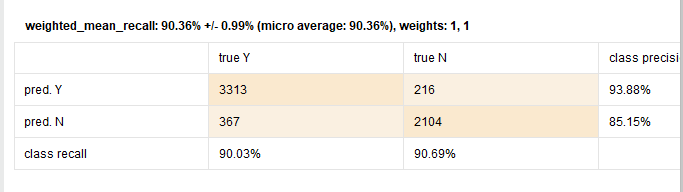 weighted_mean_recall: 90.36% +/- 0.99% (micro average: 90.36%), weights: 1, 1
true Y true N class precisi
pred. Y 3313 216 93.88%
pred. N 367 2104 85.15%
class recall 90.03% 90.69%